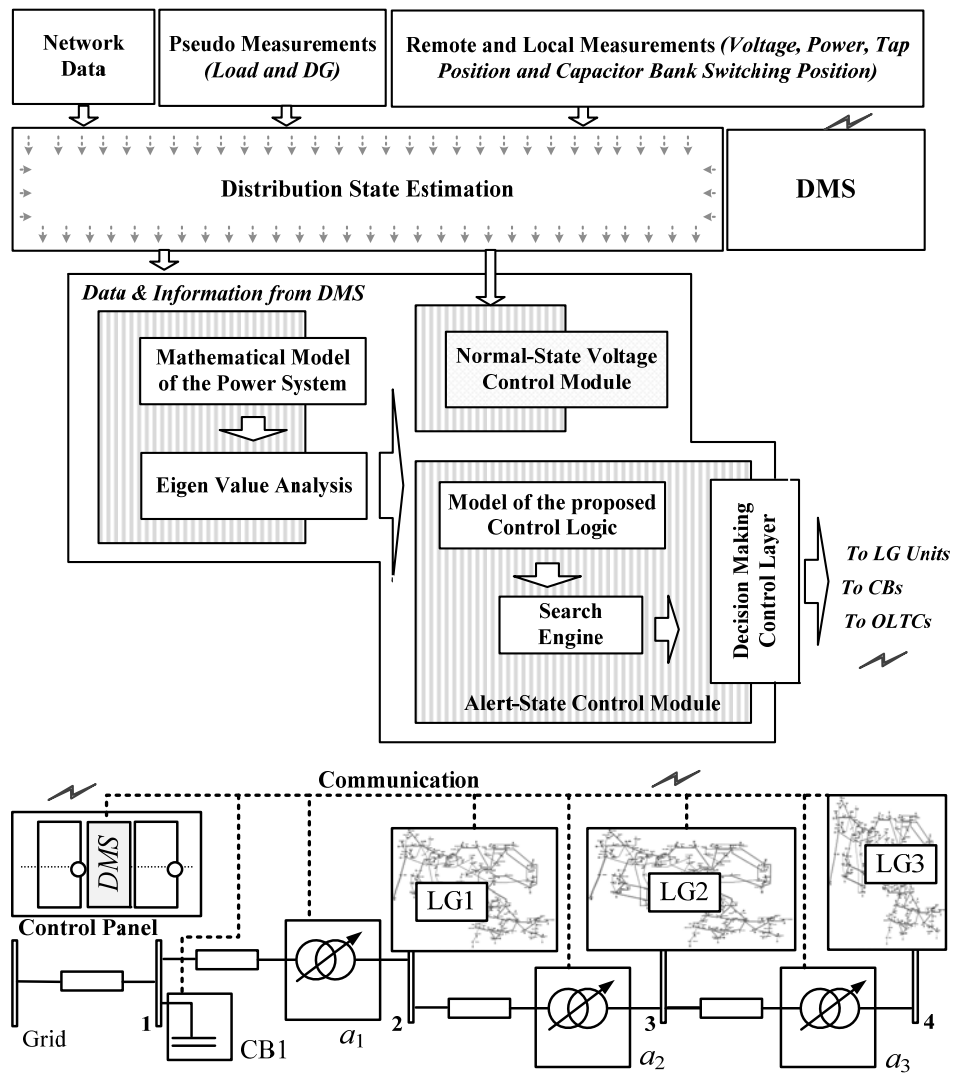 Network
Data
Pseudo Measurements
(Load and DG)
Remote and Local Measurements (Voltage, Power, Tap
Position and Capacitor Bank Switching Position)
Distribution State Estimation
DMS
Data & Information from DMS
Mathematical Model
of the Power System
Eigen Value Analysis
Normal-State Voltage
Control Module
Model of the proposed
Control Logic
Search
Engine
Alert-State Control Module
Decision Making
Control Layer
To LG Units
To CBs
To OLTCs
Communication
DMS
Control Panel
LG1
LG2
LG3
Grid
1
CB1
a1
2
a2
3
a3
4